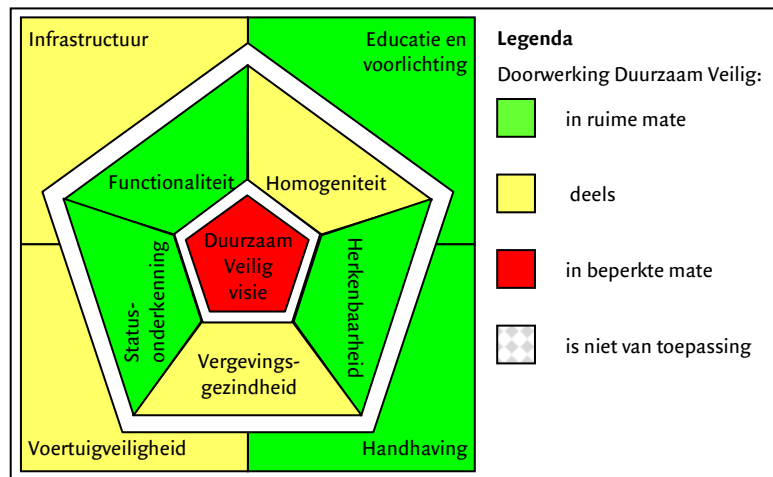 Infrastructuur
Educatie en
voorlichting
Functionaliteit
Homogeniteit
Duurzaam
Veilig
visie
Status-
onderkenning
Herkenbaarheid
Vergevings-
gezindheid
Voertuigveiligheid
Handhaving
Legenda
Doorwerking Duurzaam Veilig:
in ruime mate
deels
in beperkte mate
is niet van toepassing